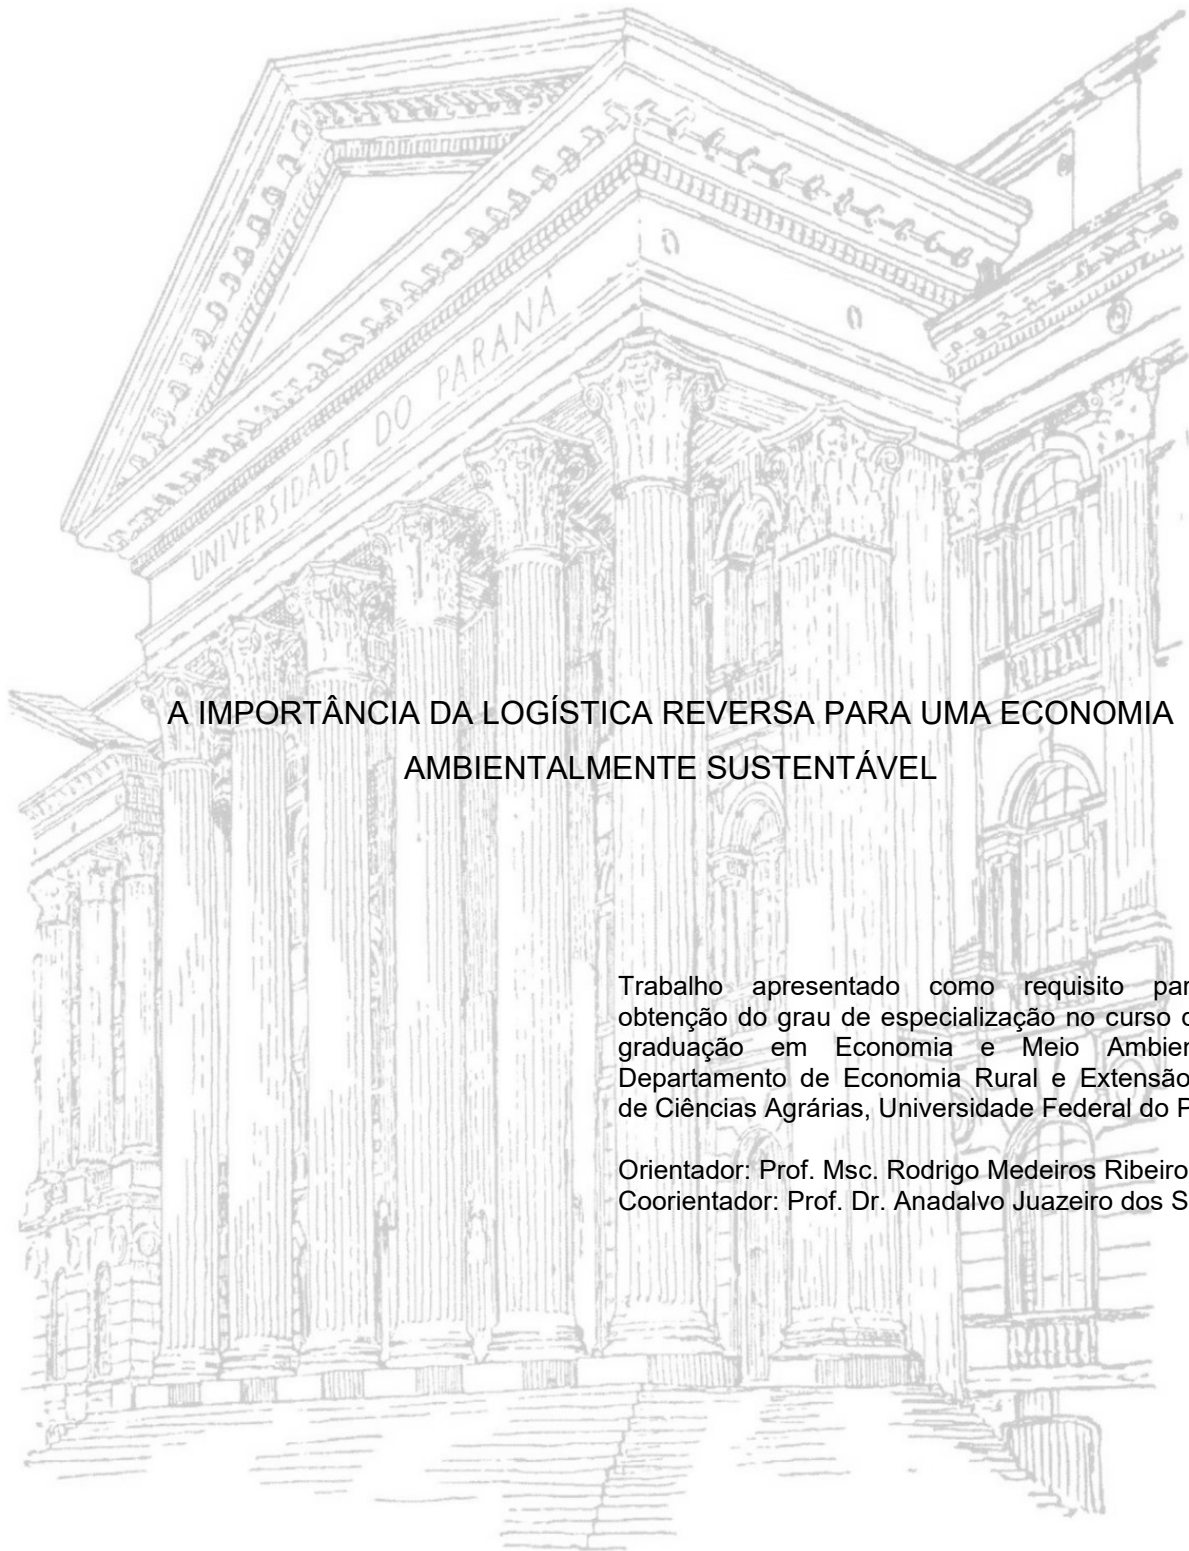 UNIVERSIDADE DO PARANÁ
A IMPORTÂNCIA DA LOGÍSTICA REVERSA PARA UMA ECONOMIA
AMBIENTALMENTE SUSTENTÁVEL
Trabalho apresentado como requisito par
obtenção do grau de especialização no curso
graduação em Economia e Meio Ambien
Departamento de Economia Rural e Extensão
de Ciências Agrárias, Universidade Federal do P
Orientador: Prof. Msc. Rodrigo Medeiros Ribeiro
Coorientador: Prof. Dr. Anadalvo Juazeiro dos S